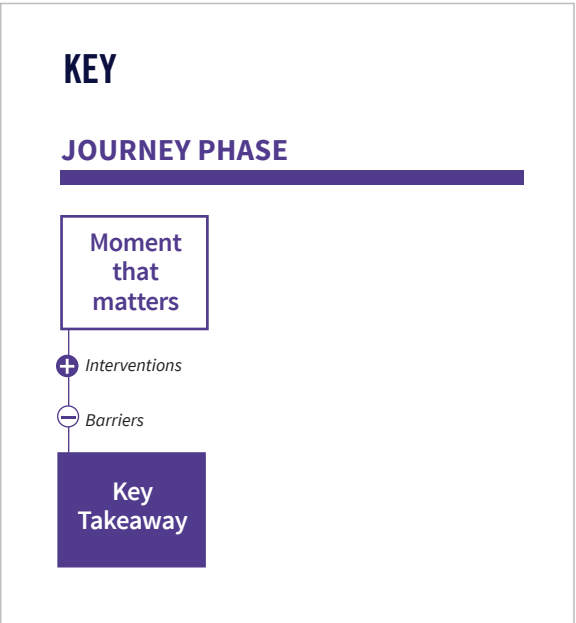 KEY
JOURNEY PHASE
Moment
that
matters
Interventions
Barriers
Key
Takeaway